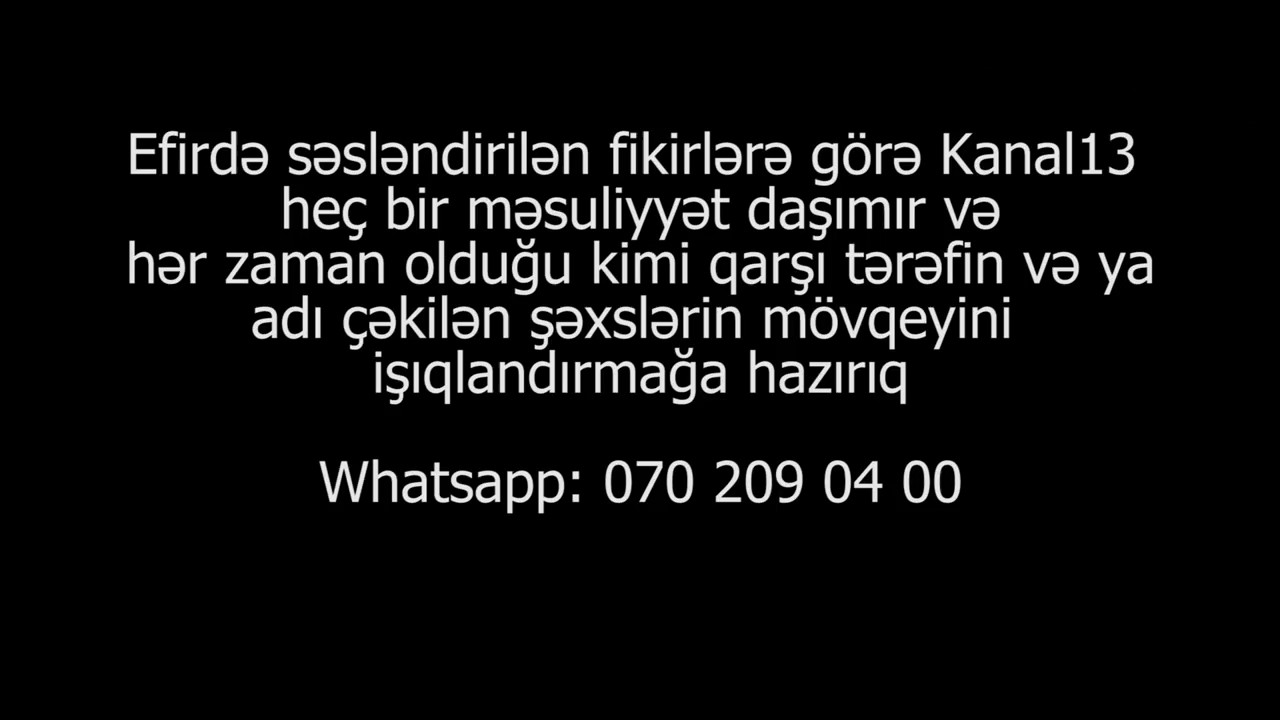 Efirdə səsləndirilən fikirlərə görə Kanal13
heç bir məsuliyyət daşımır və
hər zaman olduğu kimi qarşı tərəfin və ya
adı çəkilən şəxslərin mövqeyini
işıqlandırmağa hazırıq
Whatsapp: 070 209 04 00